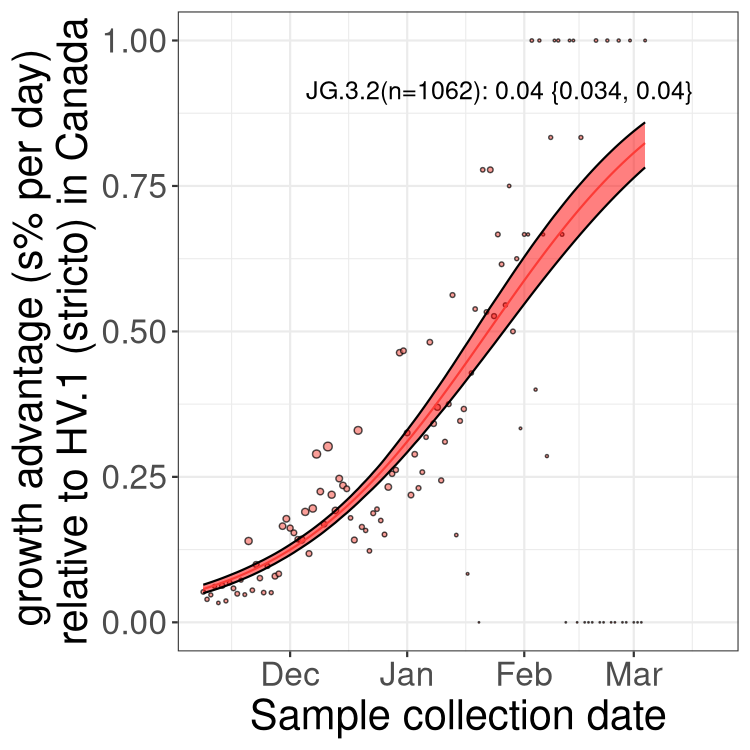 growth advantage (s% per day)
relative to HV.1 (stricto) in Canada
1.00
0.75
0.50
0.25
0.00
JG.3.2(n=1062): 0.04 {0.034, 0.04}
Dec Jan Feb Mar
Sample collection date